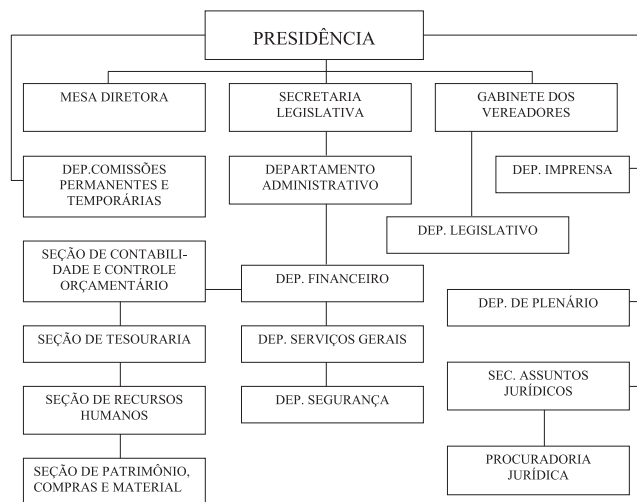 PRESIDÊNCIA
MESA DIRETORA
SECRETARIA
LEGISLATIVA
GABINETE DOS
VEREADORES
DEP.COMISSÕES
PERMANENTES E
TEMPORÁRIAS
DEPARTAMENTO
ADMINISTRATIVO
DEP. IMPRENSA
DEP. LEGISLATIVO
SEÇÃO DE CONTABILI-
DADE E CONTROLE
ORÇAMENTÁRIO
DEP. FINANCEIRO
DEP. DE PLENÁRIO
SEÇÃO DE TESOURARIA
DEP. SERVIÇOS GERAIS
SEC. ASSUNTOS
JURÍDICOS
SEÇÃO DE RECURSOS
HUMANOS
DEP. SEGURANÇA
PROCURADORIA
JURÍDICA
SEÇÃO DE PATRIMÔNIO,
COMPRAS E MATERIAL